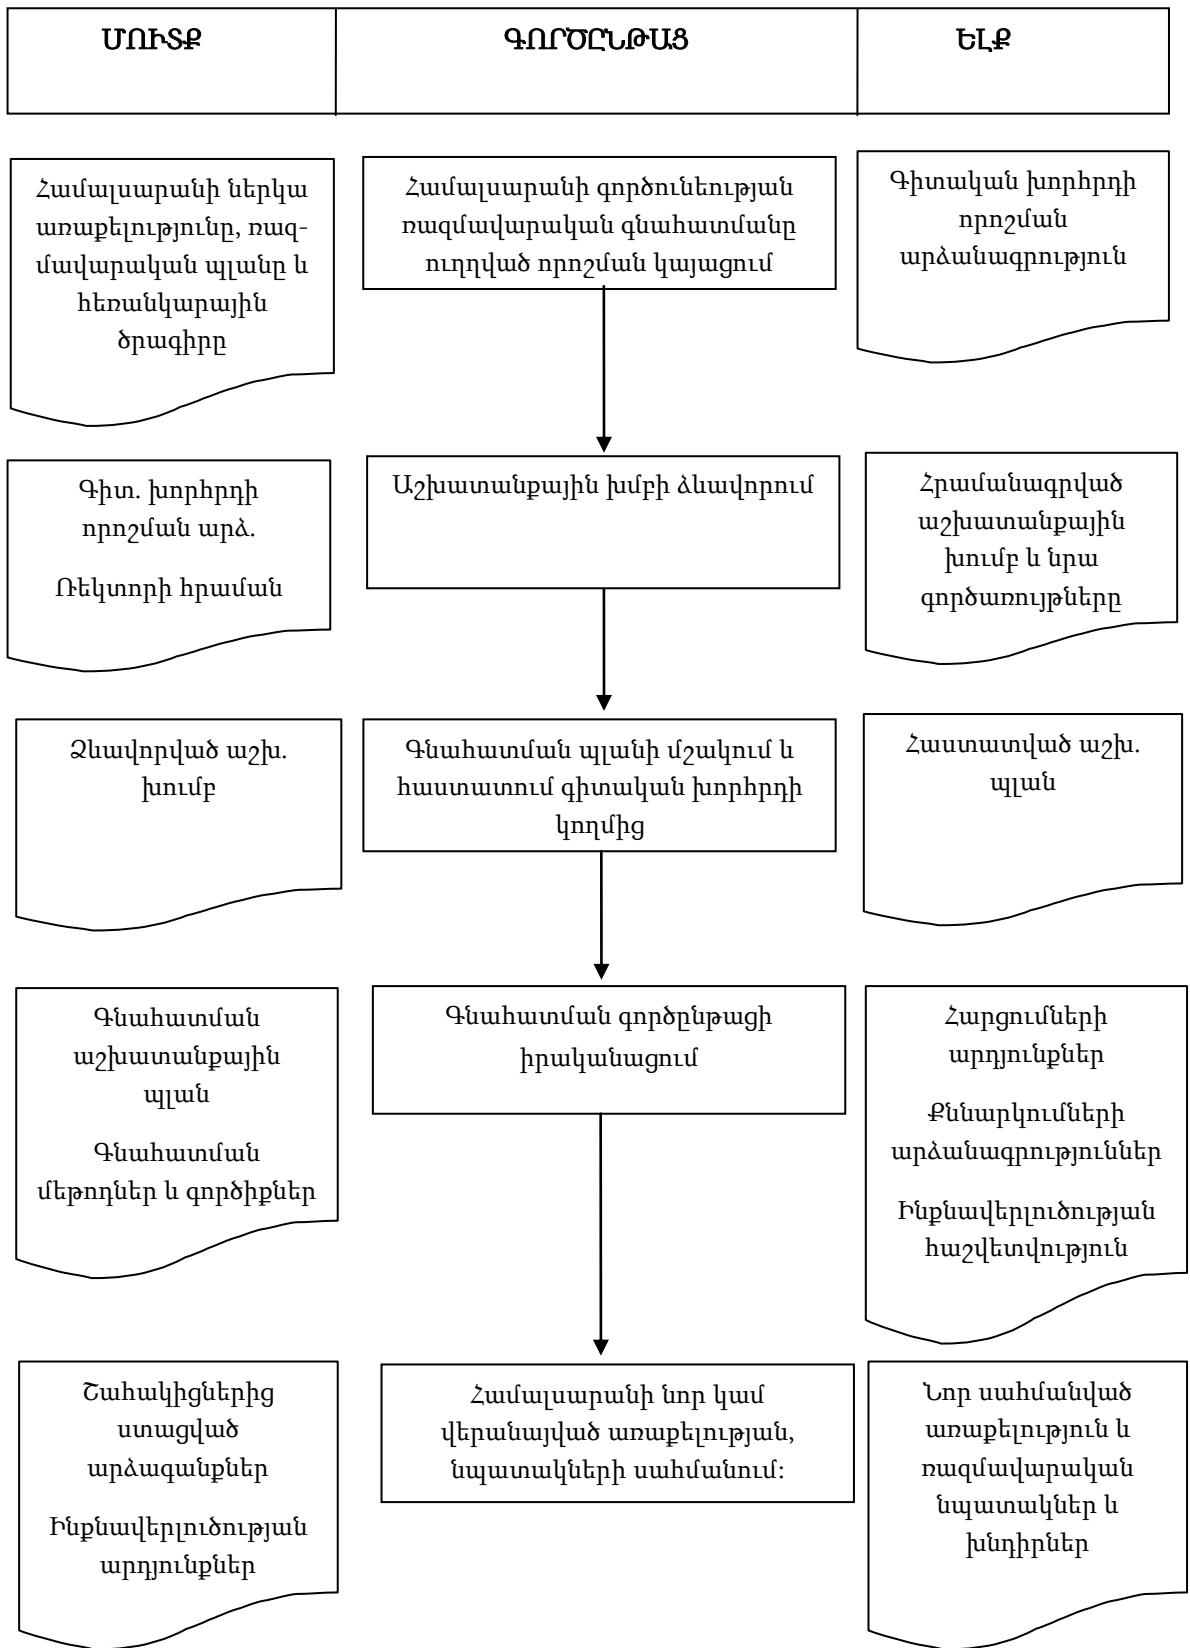 ՄՈՒՏՔ
ԳՈՐԾԸՆԹԱՑ
ԵԼՔ
Համալսարանի ներկա
առաքելությունը, ռազ-
մավարական պլանը և
հեռանկարային
ծրագիրը
Համալսարանի գործունեության
ռազմավարական գնահատմանը
ուղղված որոշման կայացում
Գիտական խորհրդի
որոշման
արձանագրություն
Գիտ. խորհրդի
որոշման արձ.
Ռեկտորի հրաման
Աշխատանքային խմբի ձևավորում
Հրամանագրված
աշխատանքային
խումբ և նրա
գործառույթները
Ձևավորված աշխ.
խումբ
Գնահատման պլանի մշակում և
հաստատում գիտական խորհրդի
կողմից
Հաստատված աշխ.
պլան
Գնահատման
աշխատանքային
պլան
Գնահատման
մեթոդներ և գործիքներ
Գնահատման գործընթացի
իրականացում
Հարցումների
արդյունքներ
Քննարկումների
արձանագրություններ
Ինքնավերլուծության
հաշվետվություն
Շահակիցներից
ստացված
արձագանքներ
Ինքնավերլուծության
արդյունքներ
Համալսարանի նոր կամ
վերանայված առաքելության,
նպատակների սահմանում:
Նոր սահմանված
առաքելություն և
ռազմավարական
նպատակներ և
խնդիրներ